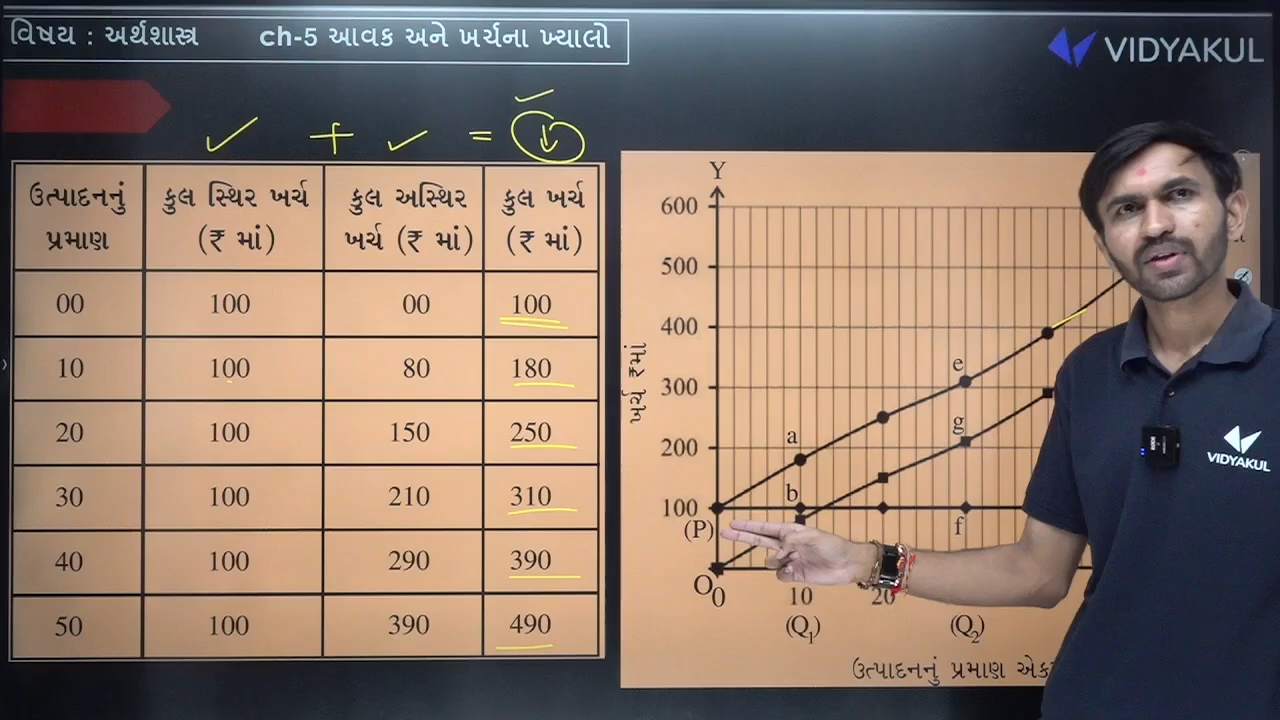 વિષય : અર્થશાસ્ત્ર ch-5 આવક અને ખર્ચના ખ્યાલો
VIDYAKUL
✓ + ✓ =
ઉત્પાદનનું પ્રમાણ
કુલ સ્થિર ખર્ચ (₹ માં)
કુલ અસ્થિર ખર્ચ (₹ માં)
કુલ ખર્ચ (₹ માં)
00 100 00 100
10 100 80 180
20 100 150 250
30 100 210 310
40 100 290 390
50 100 390 490
Y
600
500
400
300
200
100
(P)
O
ખર્ચ ₹માં
a
b
e
g
f
0 10 20
(Q1) (Q2)
ઉત્પાદનનું પ્રમાણ
VIDYAKUL